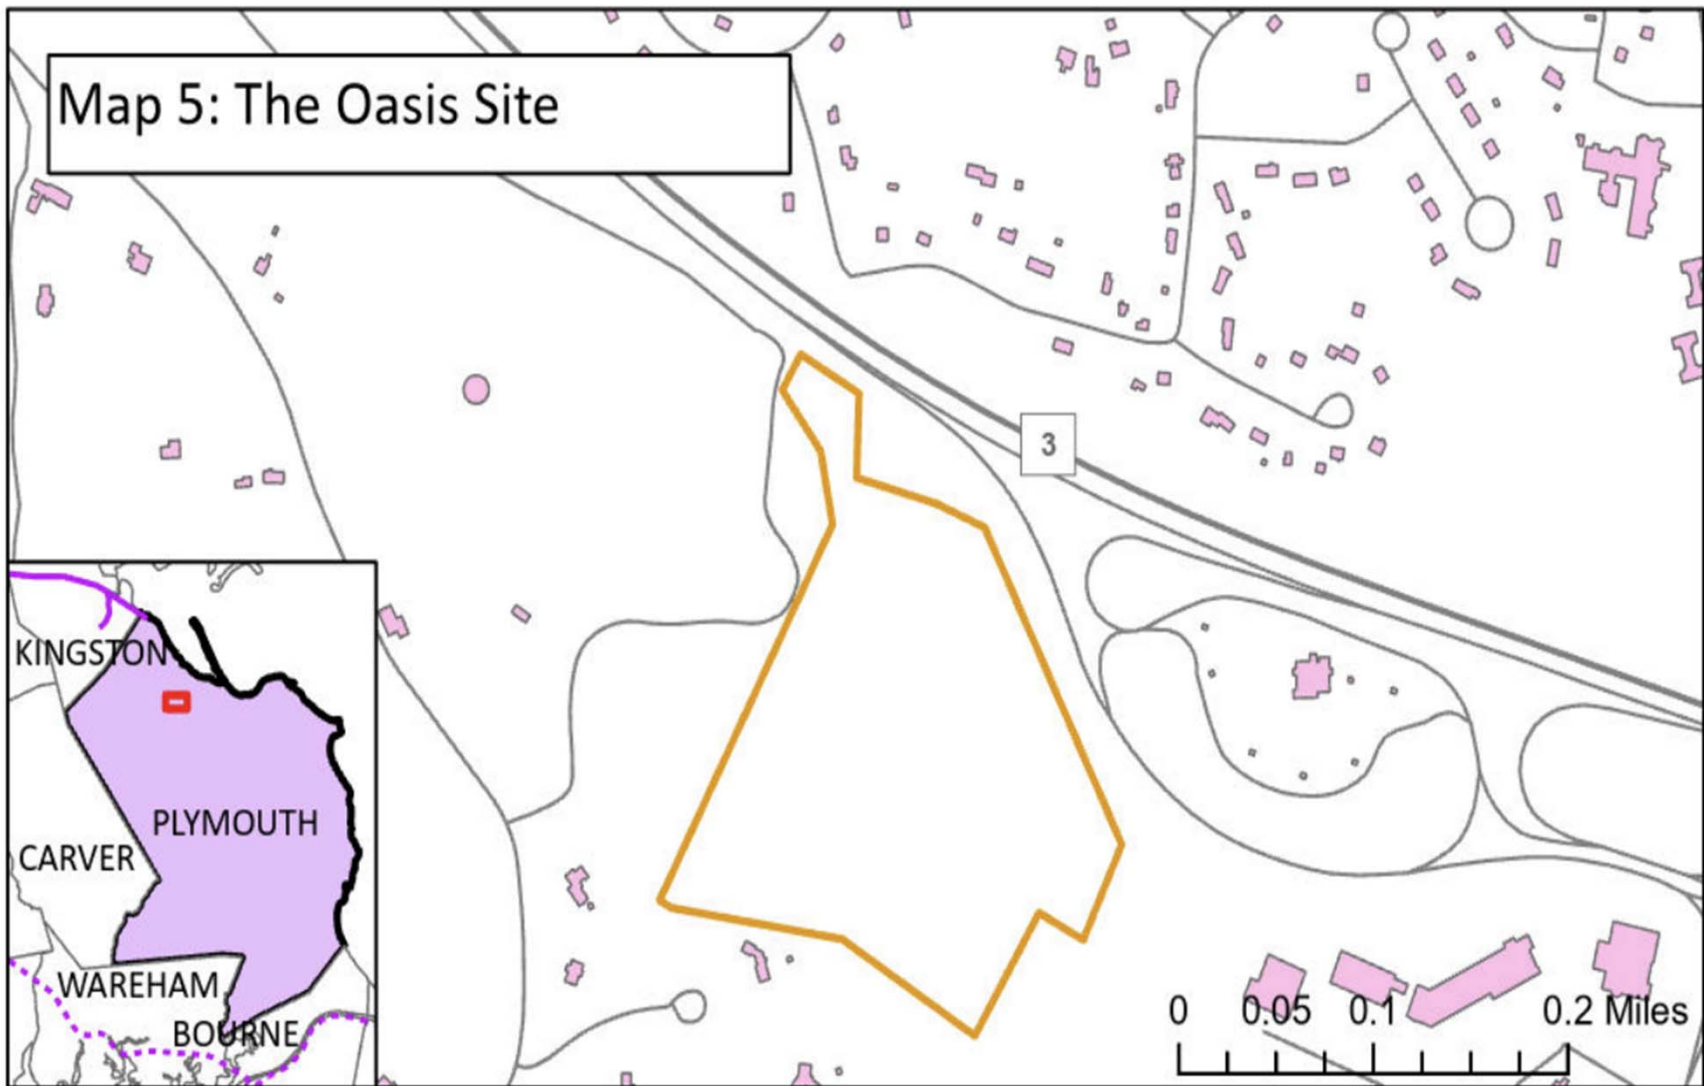 Map 5: The Oasis Site
3
KINGSTON
PLYMOUTH
CARVER
WAREHAM
BOURNE
0 0.05 0.1 0.2 Miles